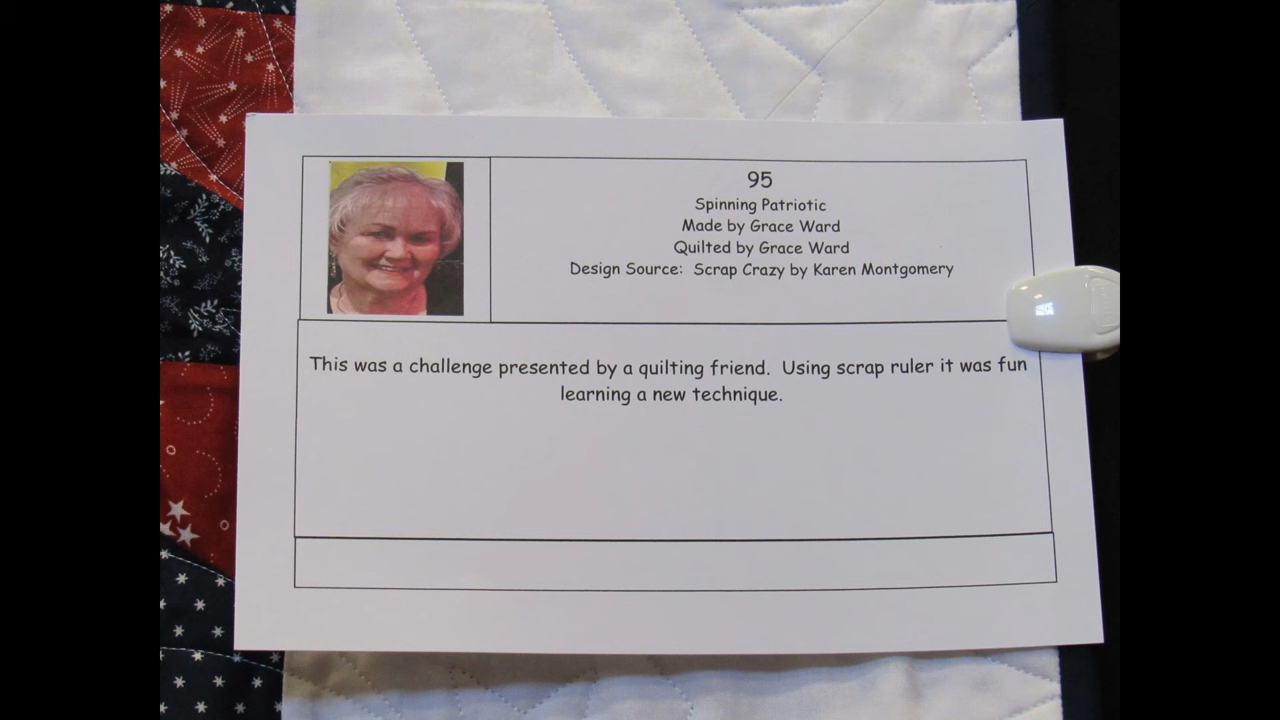 95
Spinning Patriotic
Made by Grace Ward
Quilted by Grace Ward
Design Source:  Scrap Crazy by Karen Montgomery
This was a challenge presented by a quilting friend.  Using scrap ruler it was fun
learning a new technique.